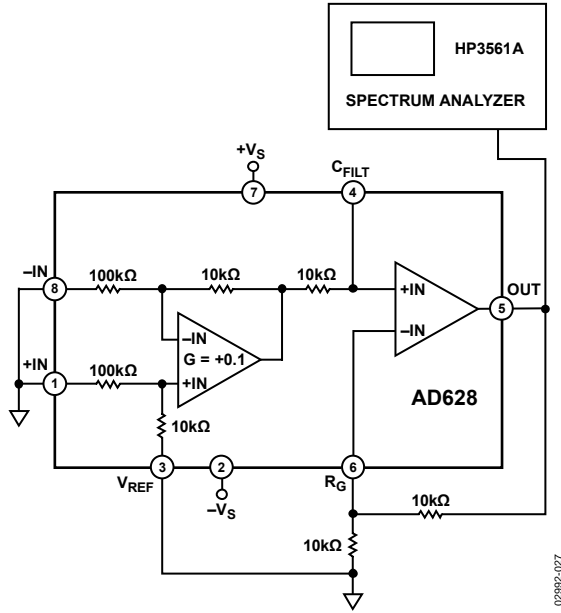 HP3561A
SPECTRUM ANALYZER
+VS
CFILT
7
4
–IN
100kΩ
10kΩ
10kΩ
OUT
8
+IN
5
–IN
–IN
+IN
G = +0.1
100kΩ
+IN
1
AD628
10kΩ
3
2
6
VREF
RG
–VS
10kΩ
10kΩ
02992-027